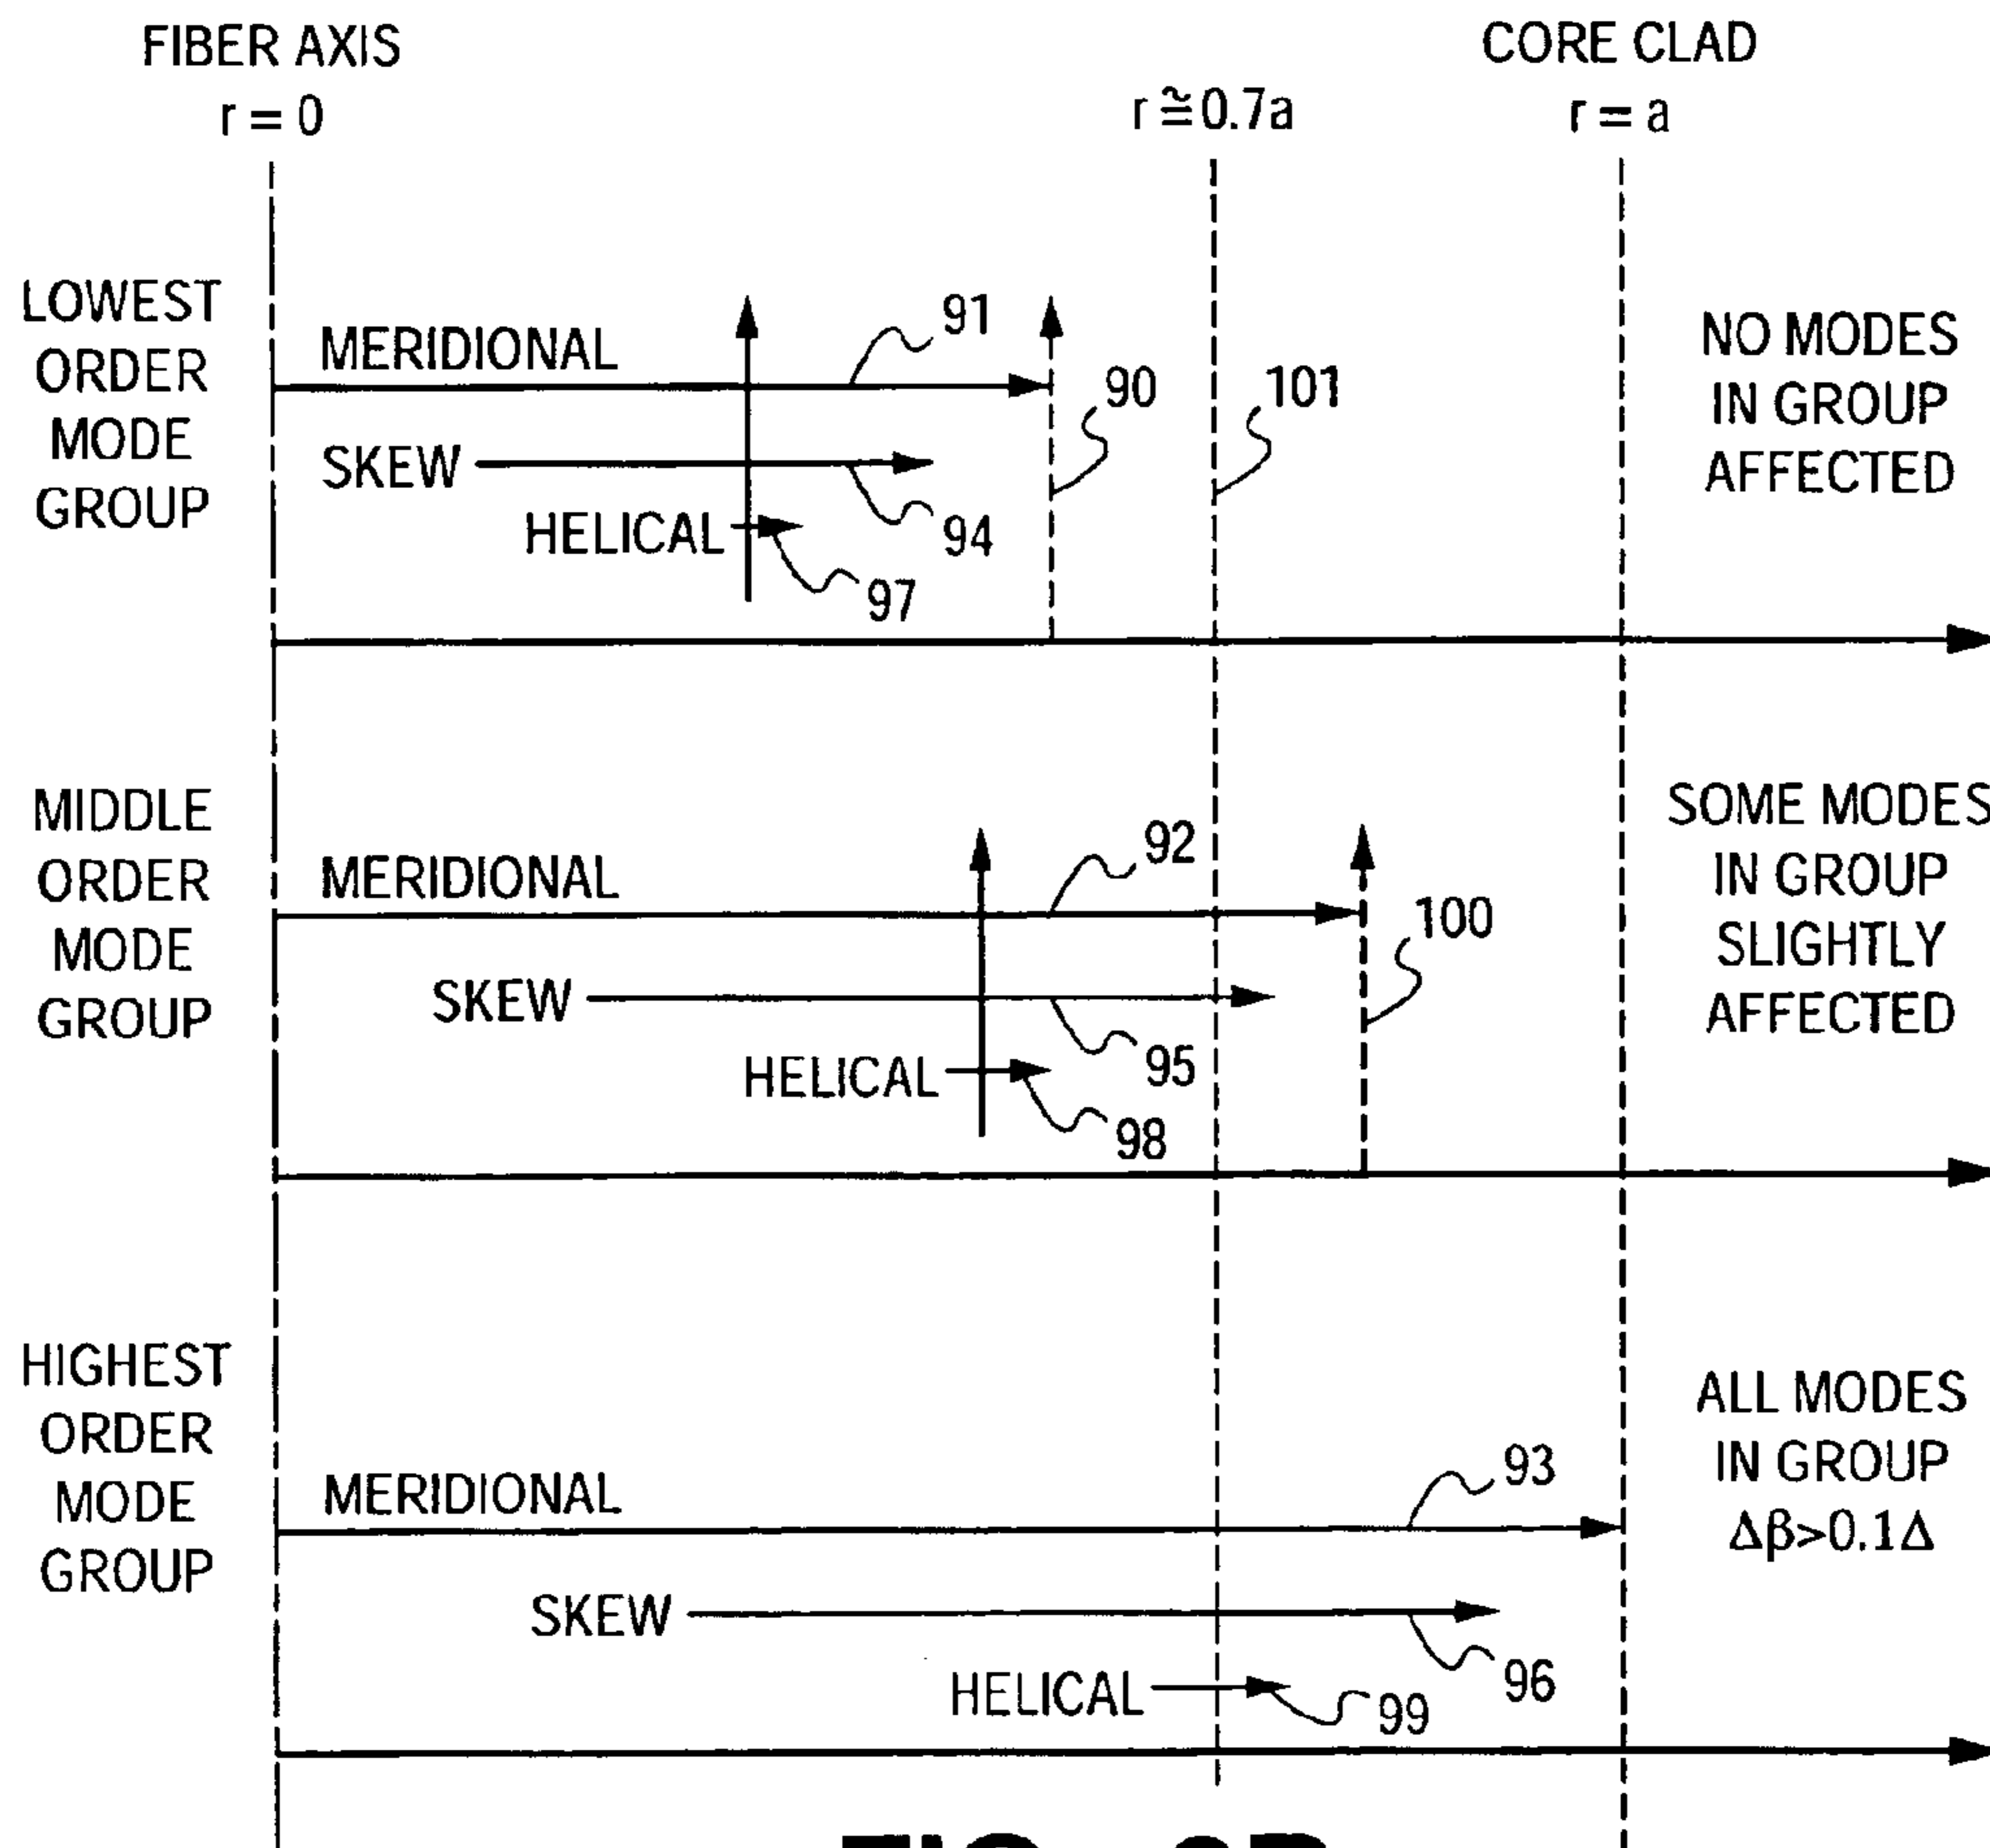 FIBER AXIS
r = 0
r ≅ 0.7a
CORE CLAD
r = a
LOWEST
ORDER
MODE
GROUP
MERIDIONAL
91
SKEW
94
HELICAL
97
90
101
NO MODES
IN GROUP
AFFECTED
MIDDLE
ORDER
MODE
GROUP
MERIDIONAL
92
SKEW
95
HELICAL
98
100
SOME MODES
IN GROUP
SLIGHTLY
AFFECTED
HIGHEST
ORDER
MODE
GROUP
MERIDIONAL
93
SKEW
96
HELICAL
99
ALL MODES
IN GROUP
Δβ>0.1Δ